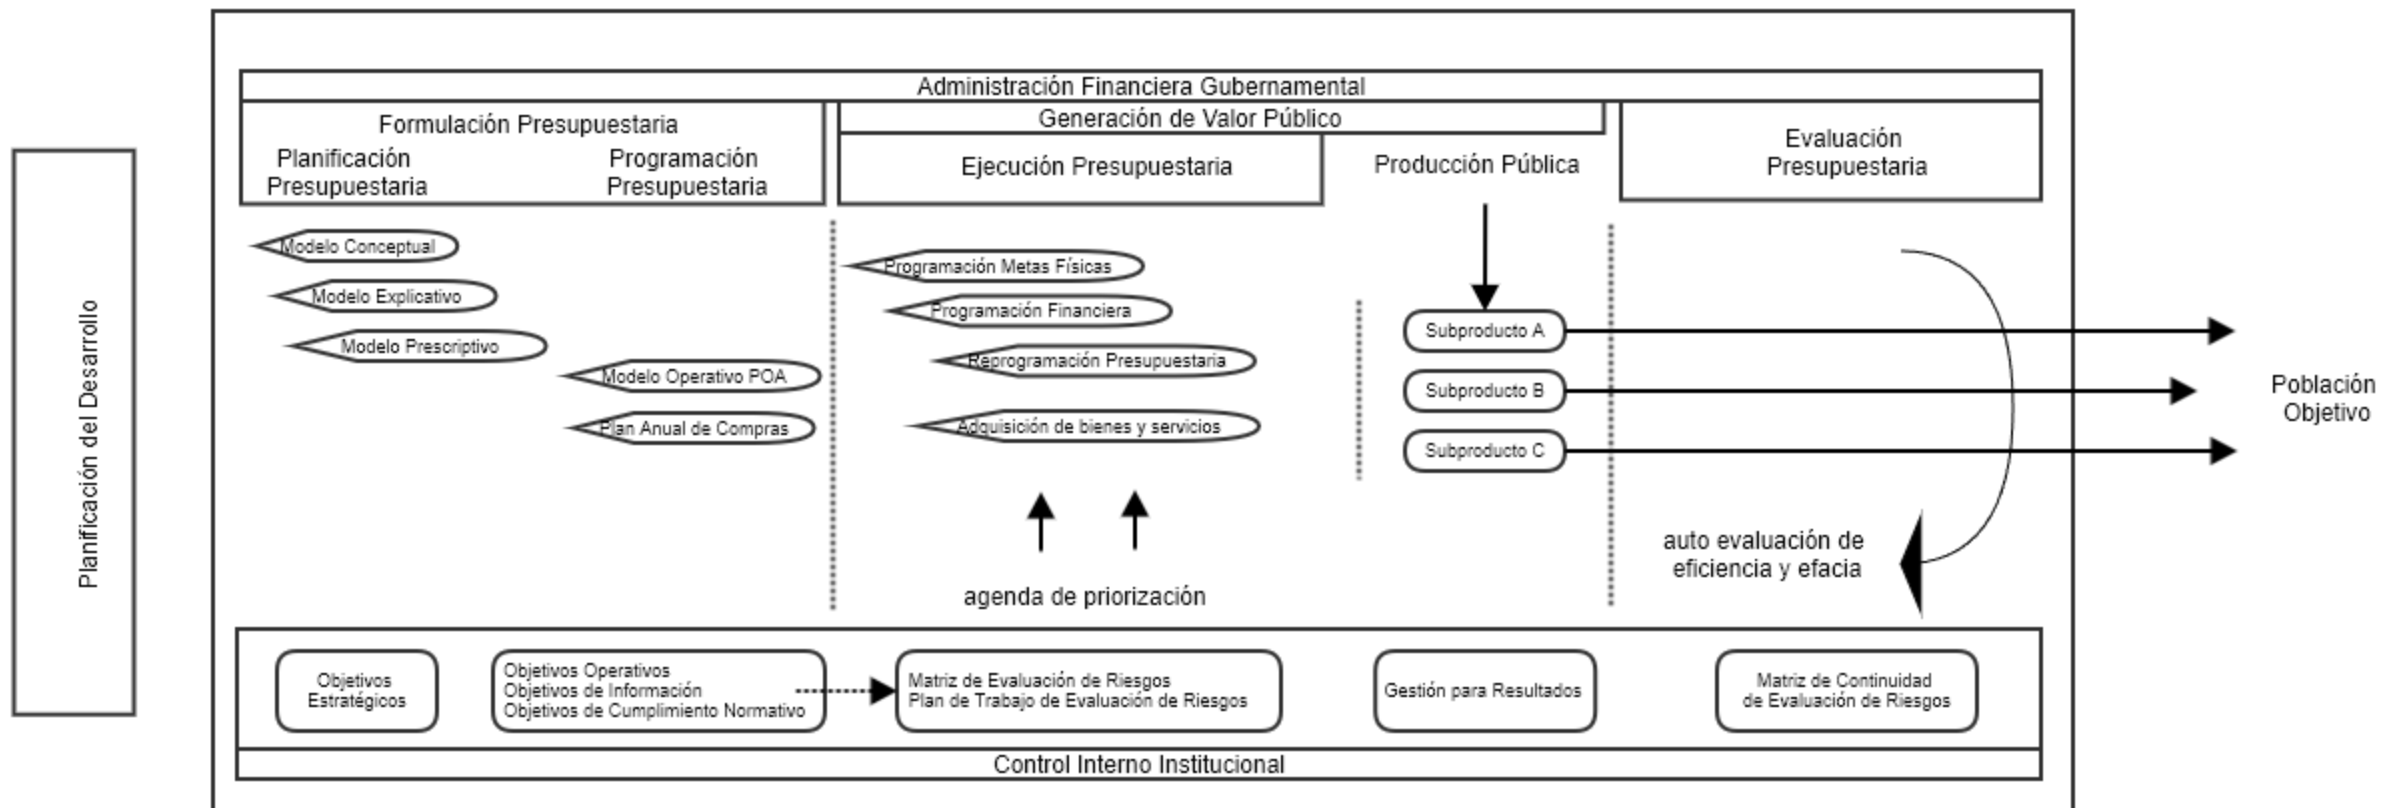 Administración Financiera Gubernamental
Formulación Presupuestaria
Planificación
Presupuestaria
Programación
Presupuestaria
Generación de Valor Público
Ejecución Presupuestaria
Producción Pública
Evaluación
Presupuestaria
Planificación del Desarrollo
Modelo Conceptual
Modelo Explicativo
Modelo Prescriptivo
Modelo Operativo POA
Plan Anual de Compras
Programación Metas Físicas
Programación Financiera
Reprogramación Presupuestaria
Adquisición de bienes y servicios
agenda de priorización
Subproducto A
Subproducto B
Subproducto C
Población
Objetivo
auto evaluación de
eficiencia y efacia
Objetivos
Estratégicos
Objetivos Operativos
Objetivos de Información
Objetivos de Cumplimiento Normativo
Matriz de Evaluación de Riesgos
Plan de Trabajo de Evaluación de Riesgos
Gestión para Resultados
Matriz de Continuidad
de Evaluación de Riesgos
Control Interno Institucional